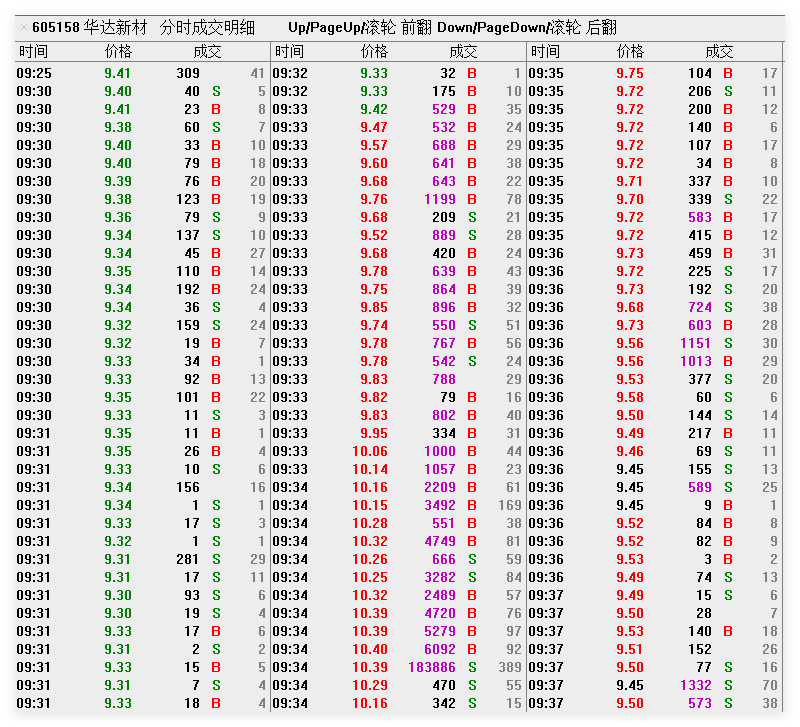 × 605158 华达新材 分时成交明细 Up/PageUp/滚轮 前翻 Down/PageDown/滚轮 后翻
时间 价格 成交 时间 价格 成交 时间 价格 成交
09:25 9.41 309 41 09:32 9.33 32 B 1 09:35 9.75 104 B 17
09:30 9.40 40 S 5 09:32 9.33 175 B 10 09:35 9.72 206 S 11
09:30 9.41 23 B 8 09:33 9.42 529 B 35 09:35 9.72 200 B 12
09:30 9.38 60 S 7 09:33 9.47 532 B 24 09:35 9.72 140 B 6
09:30 9.40 33 B 10 09:33 9.57 688 B 29 09:35 9.72 107 B 17
09:30 9.40 79 B 18 09:33 9.60 641 B 38 09:35 9.72 34 B 8
09:30 9.39 76 B 20 09:33 9.68 643 B 22 09:35 9.71 337 B 10
09:30 9.38 123 B 19 09:33 9.76 1199 B 78 09:35 9.70 339 S 22
09:30 9.36 79 S 9 09:33 9.68 209 S 21 09:35 9.72 583 B 17
09:30 9.34 137 S 10 09:33 9.52 889 S 28 09:35 9.72 415 B 12
09:30 9.34 45 B 27 09:33 9.68 420 B 24 09:36 9.73 459 B 31
09:30 9.35 110 B 14 09:33 9.78 639 B 43 09:36 9.72 225 S 17
09:30 9.34 192 B 24 09:33 9.75 864 B 39 09:36 9.73 192 S 20
09:30 9.34 36 S 4 09:33 9.85 896 B 32 09:36 9.68 724 S 38
09:30 9.32 159 S 24 09:33 9.74 550 S 51 09:36 9.73 603 B 28
09:30 9.32 19 B 7 09:33 9.78 767 B 56 09:36 9.56 1151 S 30
09:30 9.33 34 B 1 09:33 9.78 542 S 24 09:36 9.56 1013 B 29
09:30 9.33 92 B 13 09:33 9.83 788 29 09:36 9.53 377 S 20
09:30 9.35 101 B 22 09:33 9.82 79 B 16 09:36 9.58 60 S 6
09:30 9.33 11 S 3 09:33 9.83 802 B 40 09:36 9.50 144 S 14
09:31 9.35 11 B 1 09:33 9.95 334 B 31 09:36 9.49 217 B 11
09:31 9.35 26 B 4 09:33 10.06 1000 B 44 09:36 9.46 69 S 11
09:31 9.33 10 S 6 09:33 10.14 1057 B 23 09:36 9.45 155 S 13
09:31 9.34 156 16 09:34 10.16 2209 B 61 09:36 9.45 589 S 25
09:31 9.34 1 S 1 09:34 10.15 3492 B 169 09:36 9.45 9 B 1
09:31 9.33 17 S 3 09:34 10.28 551 B 38 09:36 9.52 84 B 8
09:31 9.32 1 S 1 09:34 10.32 4749 B 81 09:36 9.52 82 B 9
09:31 9.31 281 S 29 09:34 10.26 666 S 59 09:36 9.53 3 B 2
09:31 9.31 17 S 11 09:34 10.25 3282 S 84 09:36 9.49 74 S 13
09:31 9.30 93 S 6 09:34 10.32 2489 B 57 09:37 9.49 15 S 6
09:31 9.30 19 S 4 09:34 10.39 4720 B 76 09:37 9.50 28 7
09:31 9.33 17 B 6 09:34 10.39 5279 B 97 09:37 9.53 140 B 18
09:31 9.31 2 S 2 09:34 10.40 6092 B 92 09:37 9.51 152 26
09:31 9.33 15 B 5 09:34 10.39 183886 S 389 09:37 9.50 77 S 16
09:31 9.31 7 S 4 09:34 10.29 470 S 55 09:37 9.45 1332 S 70
09:31 9.33 18 B 4 09:34 10.16 342 S 15 09:37 9.50 573 S 38